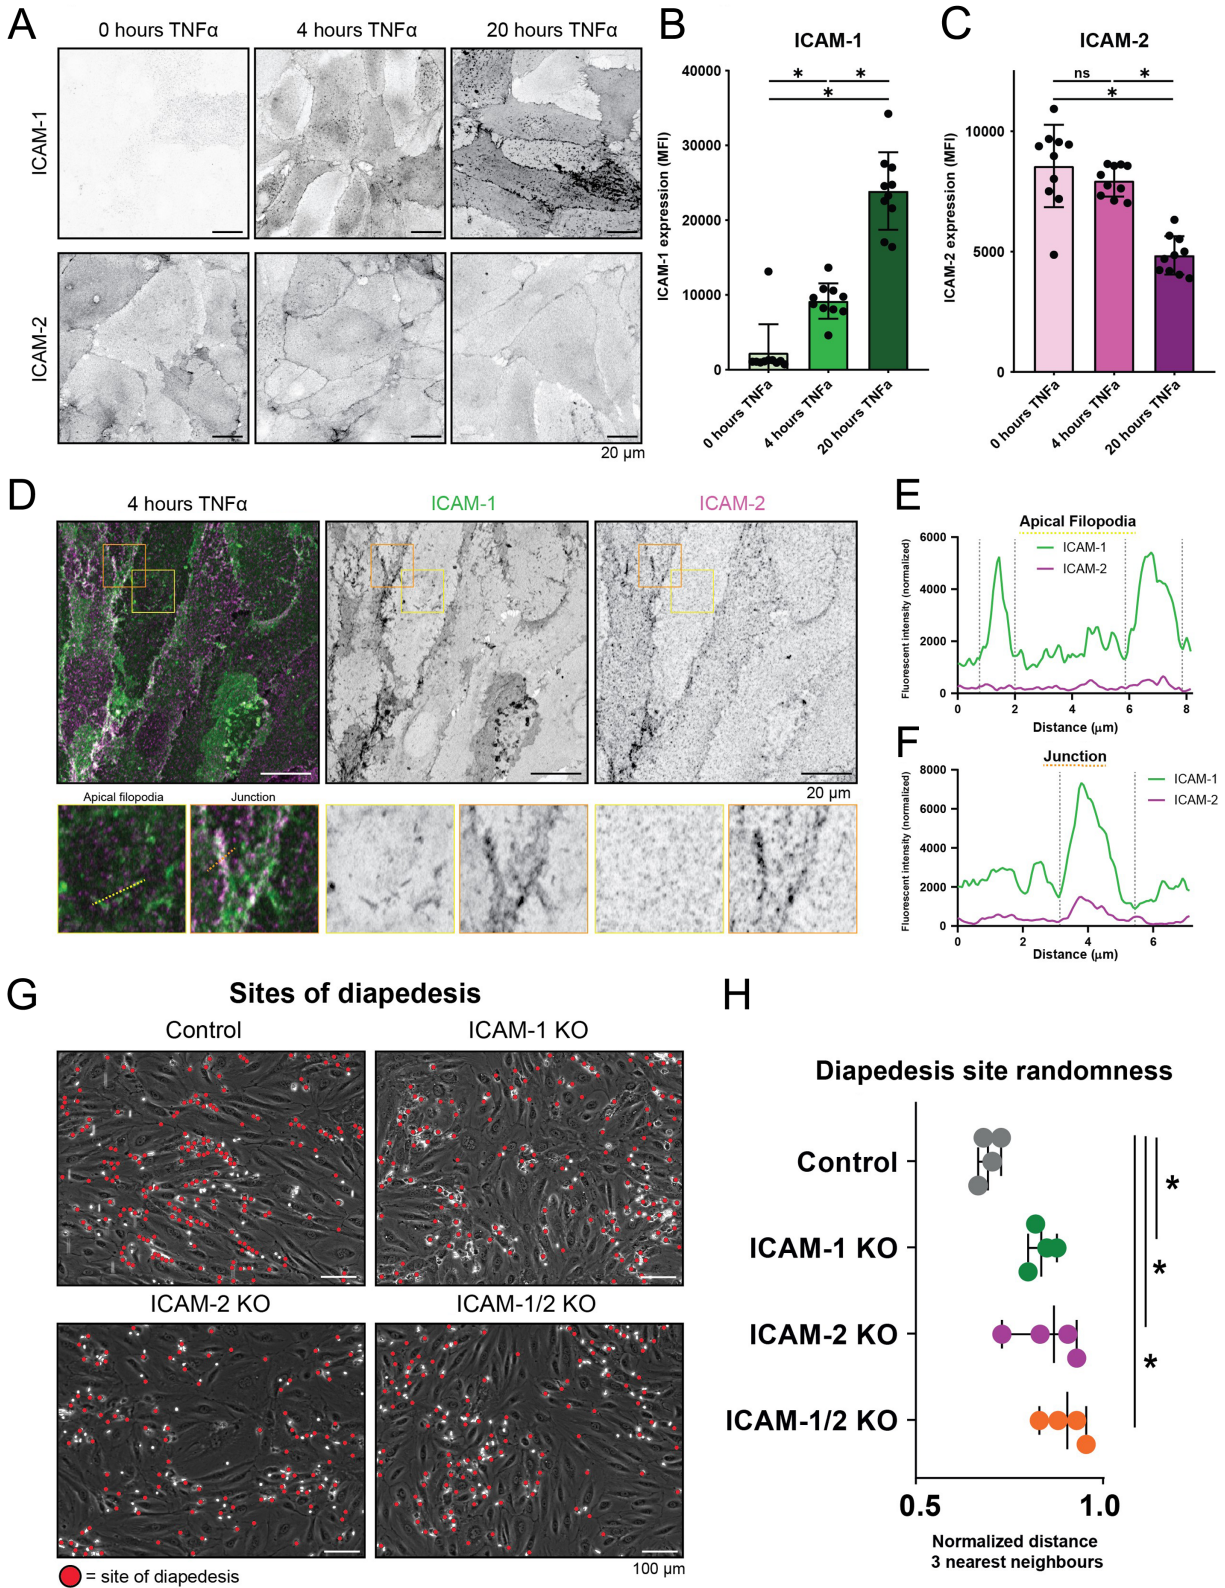 A
0 hours TNFα
4 hours TNFα
20 hours TNFα
ICAM-1
ICAM-2
20 µm
B
ICAM-1
ICAM-1 expression (MFI)
40000
30000
20000
10000
0
*
*
*
0 hours TNFa
4 hours TNFa
20 hours TNFa
C
ICAM-2
ICAM-2 expression (MFI)
10000
5000
0
ns
*
*
0 hours TNFa
4 hours TNFa
20 hours TNFa
D
4 hours TNFα
ICAM-1
ICAM-2
20 µm
Apical filopodia
Junction
E
Apical Filopodia
ICAM-1
ICAM-2
Fluorescent intensity (normalized)
6000
4000
2000
0
0
2
4
6
8
Distance (µm)
F
Junction
ICAM-1
ICAM-2
Fluorescent intensity (normalized)
8000
6000
4000
2000
0
0
2
4
6
Distance (µm)
G
Sites of diapedesis
Control
ICAM-1 KO
ICAM-2 KO
ICAM-1/2 KO
100 µm
= site of diapedesis
H
Diapedesis site randomness
Control
ICAM-1 KO
ICAM-2 KO
ICAM-1/2 KO
*
*
*
0.5
1.0
Normalized distance
3 nearest neighbours